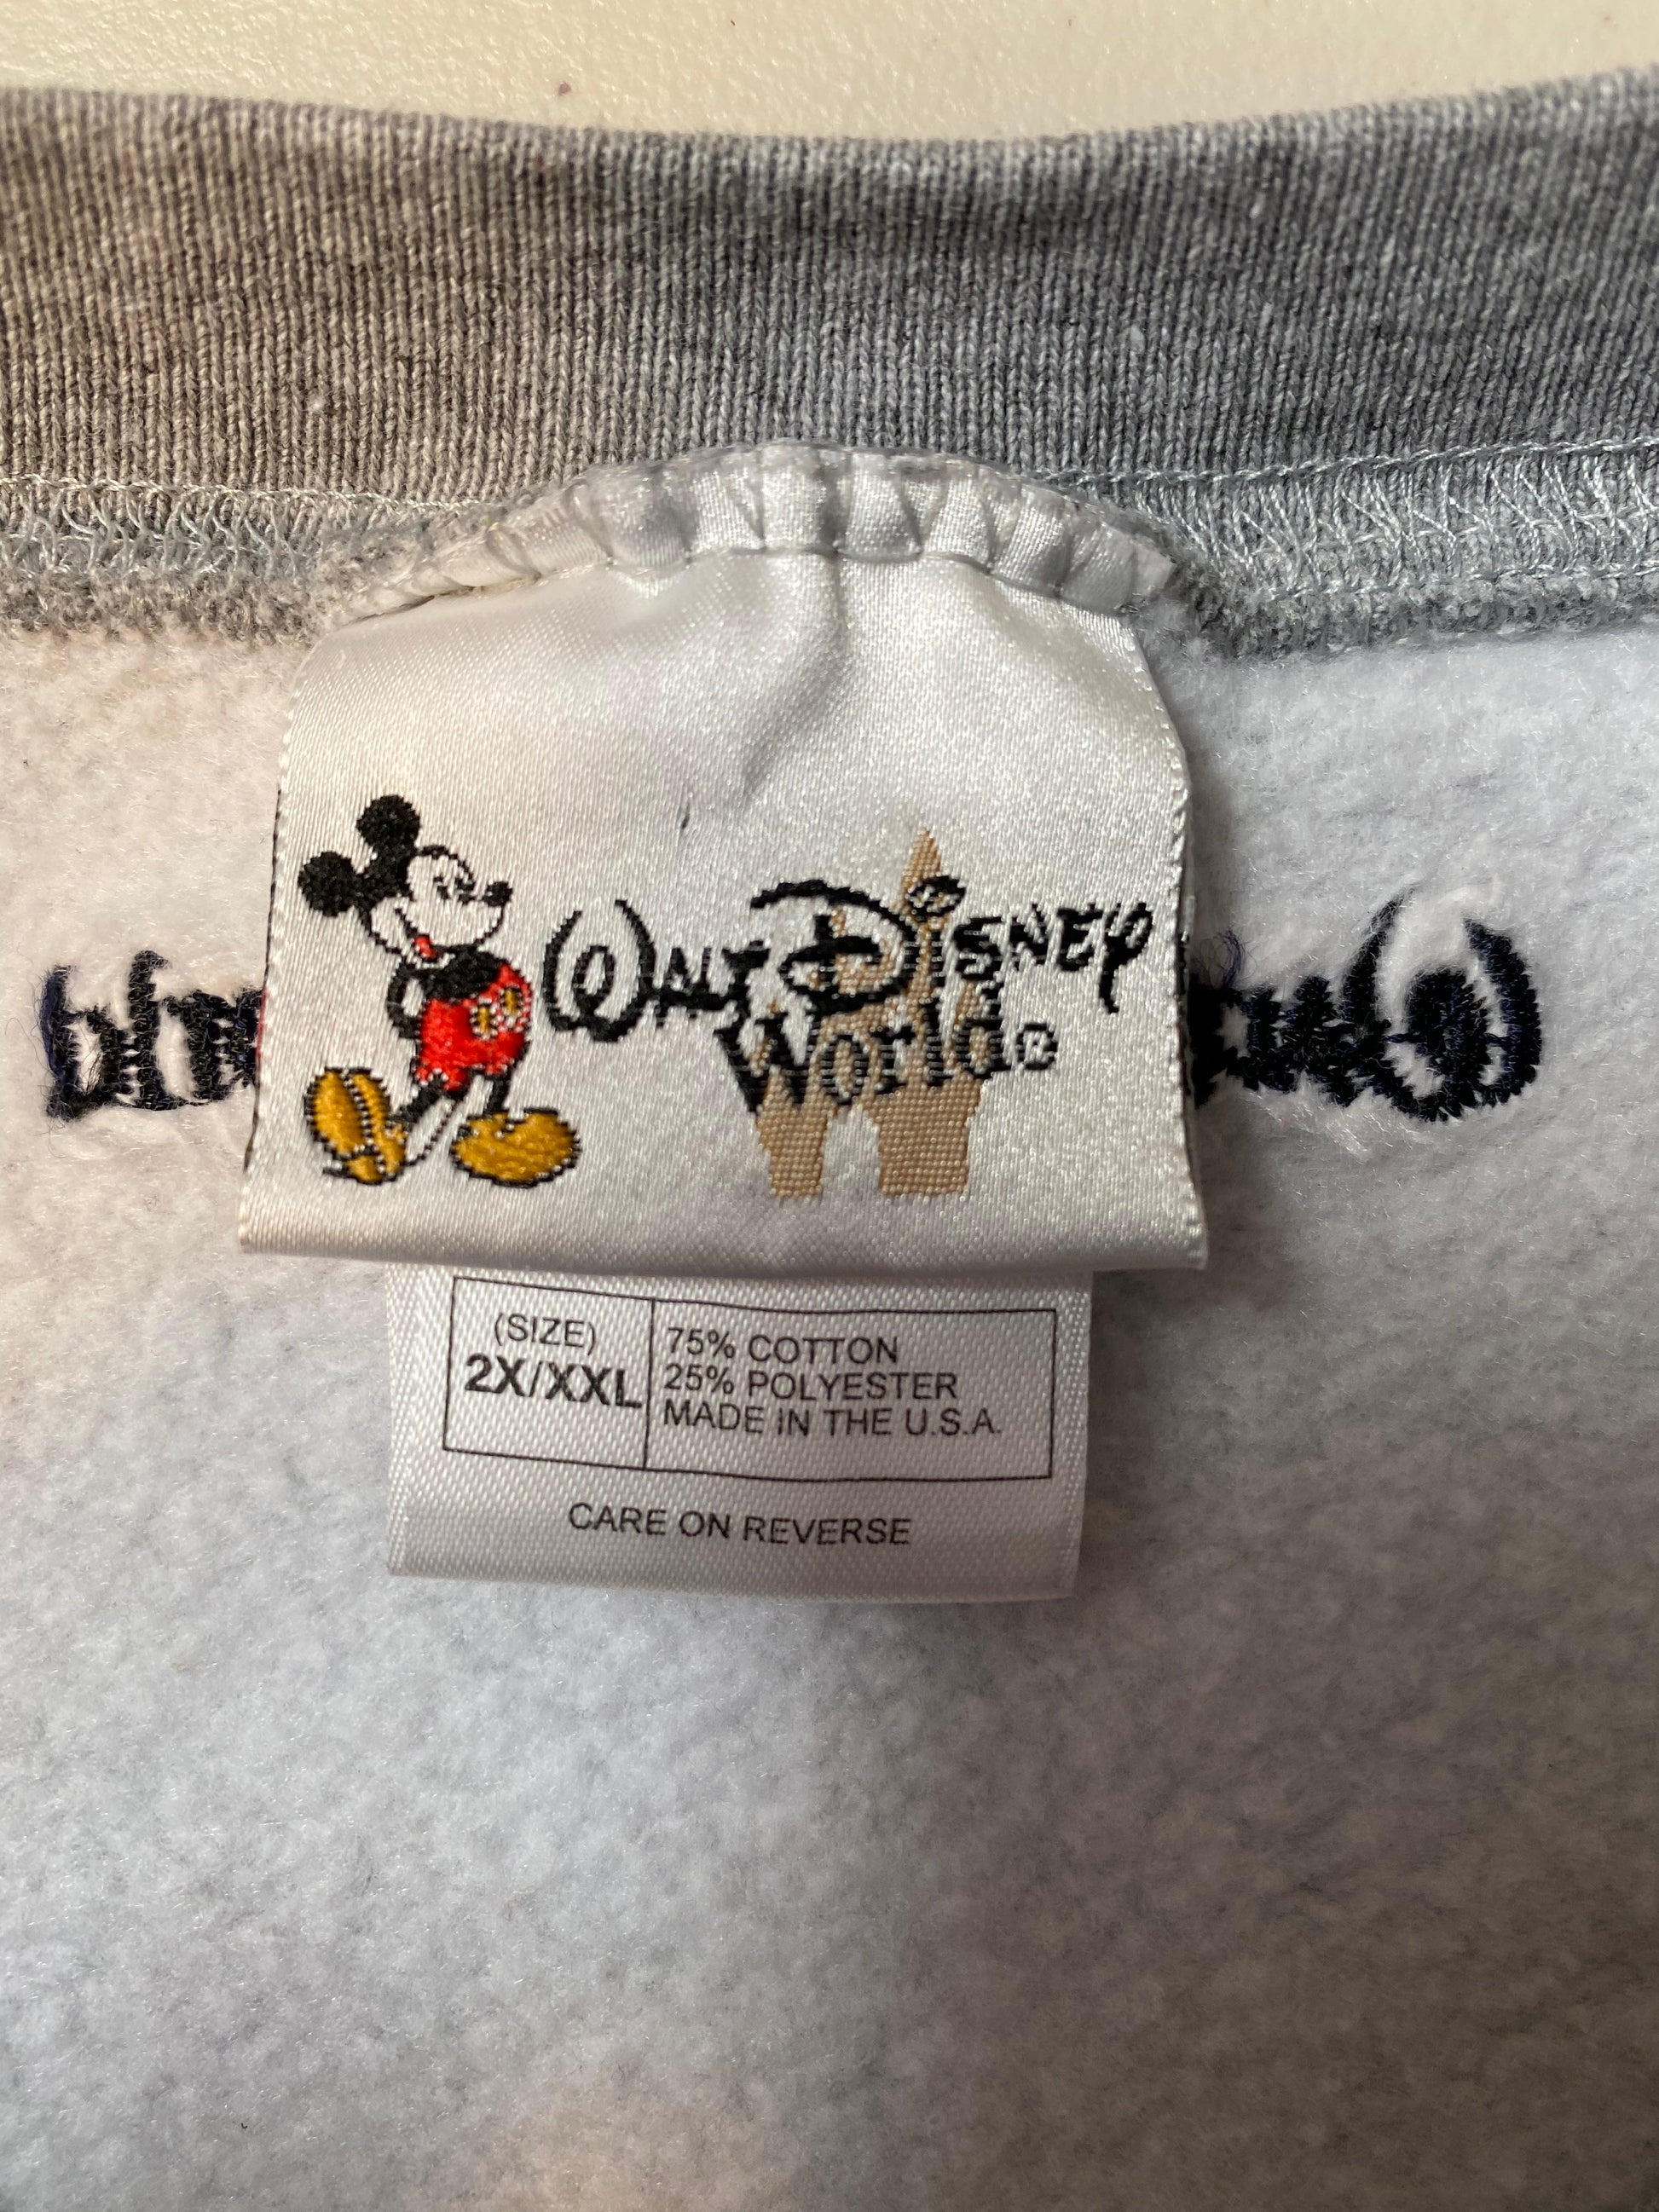 Walt Disney
World®
(SIZE)
2X/XXL
75% COTTON
25% POLYESTER
MADE IN THE U.S.A.
CARE ON REVERSE